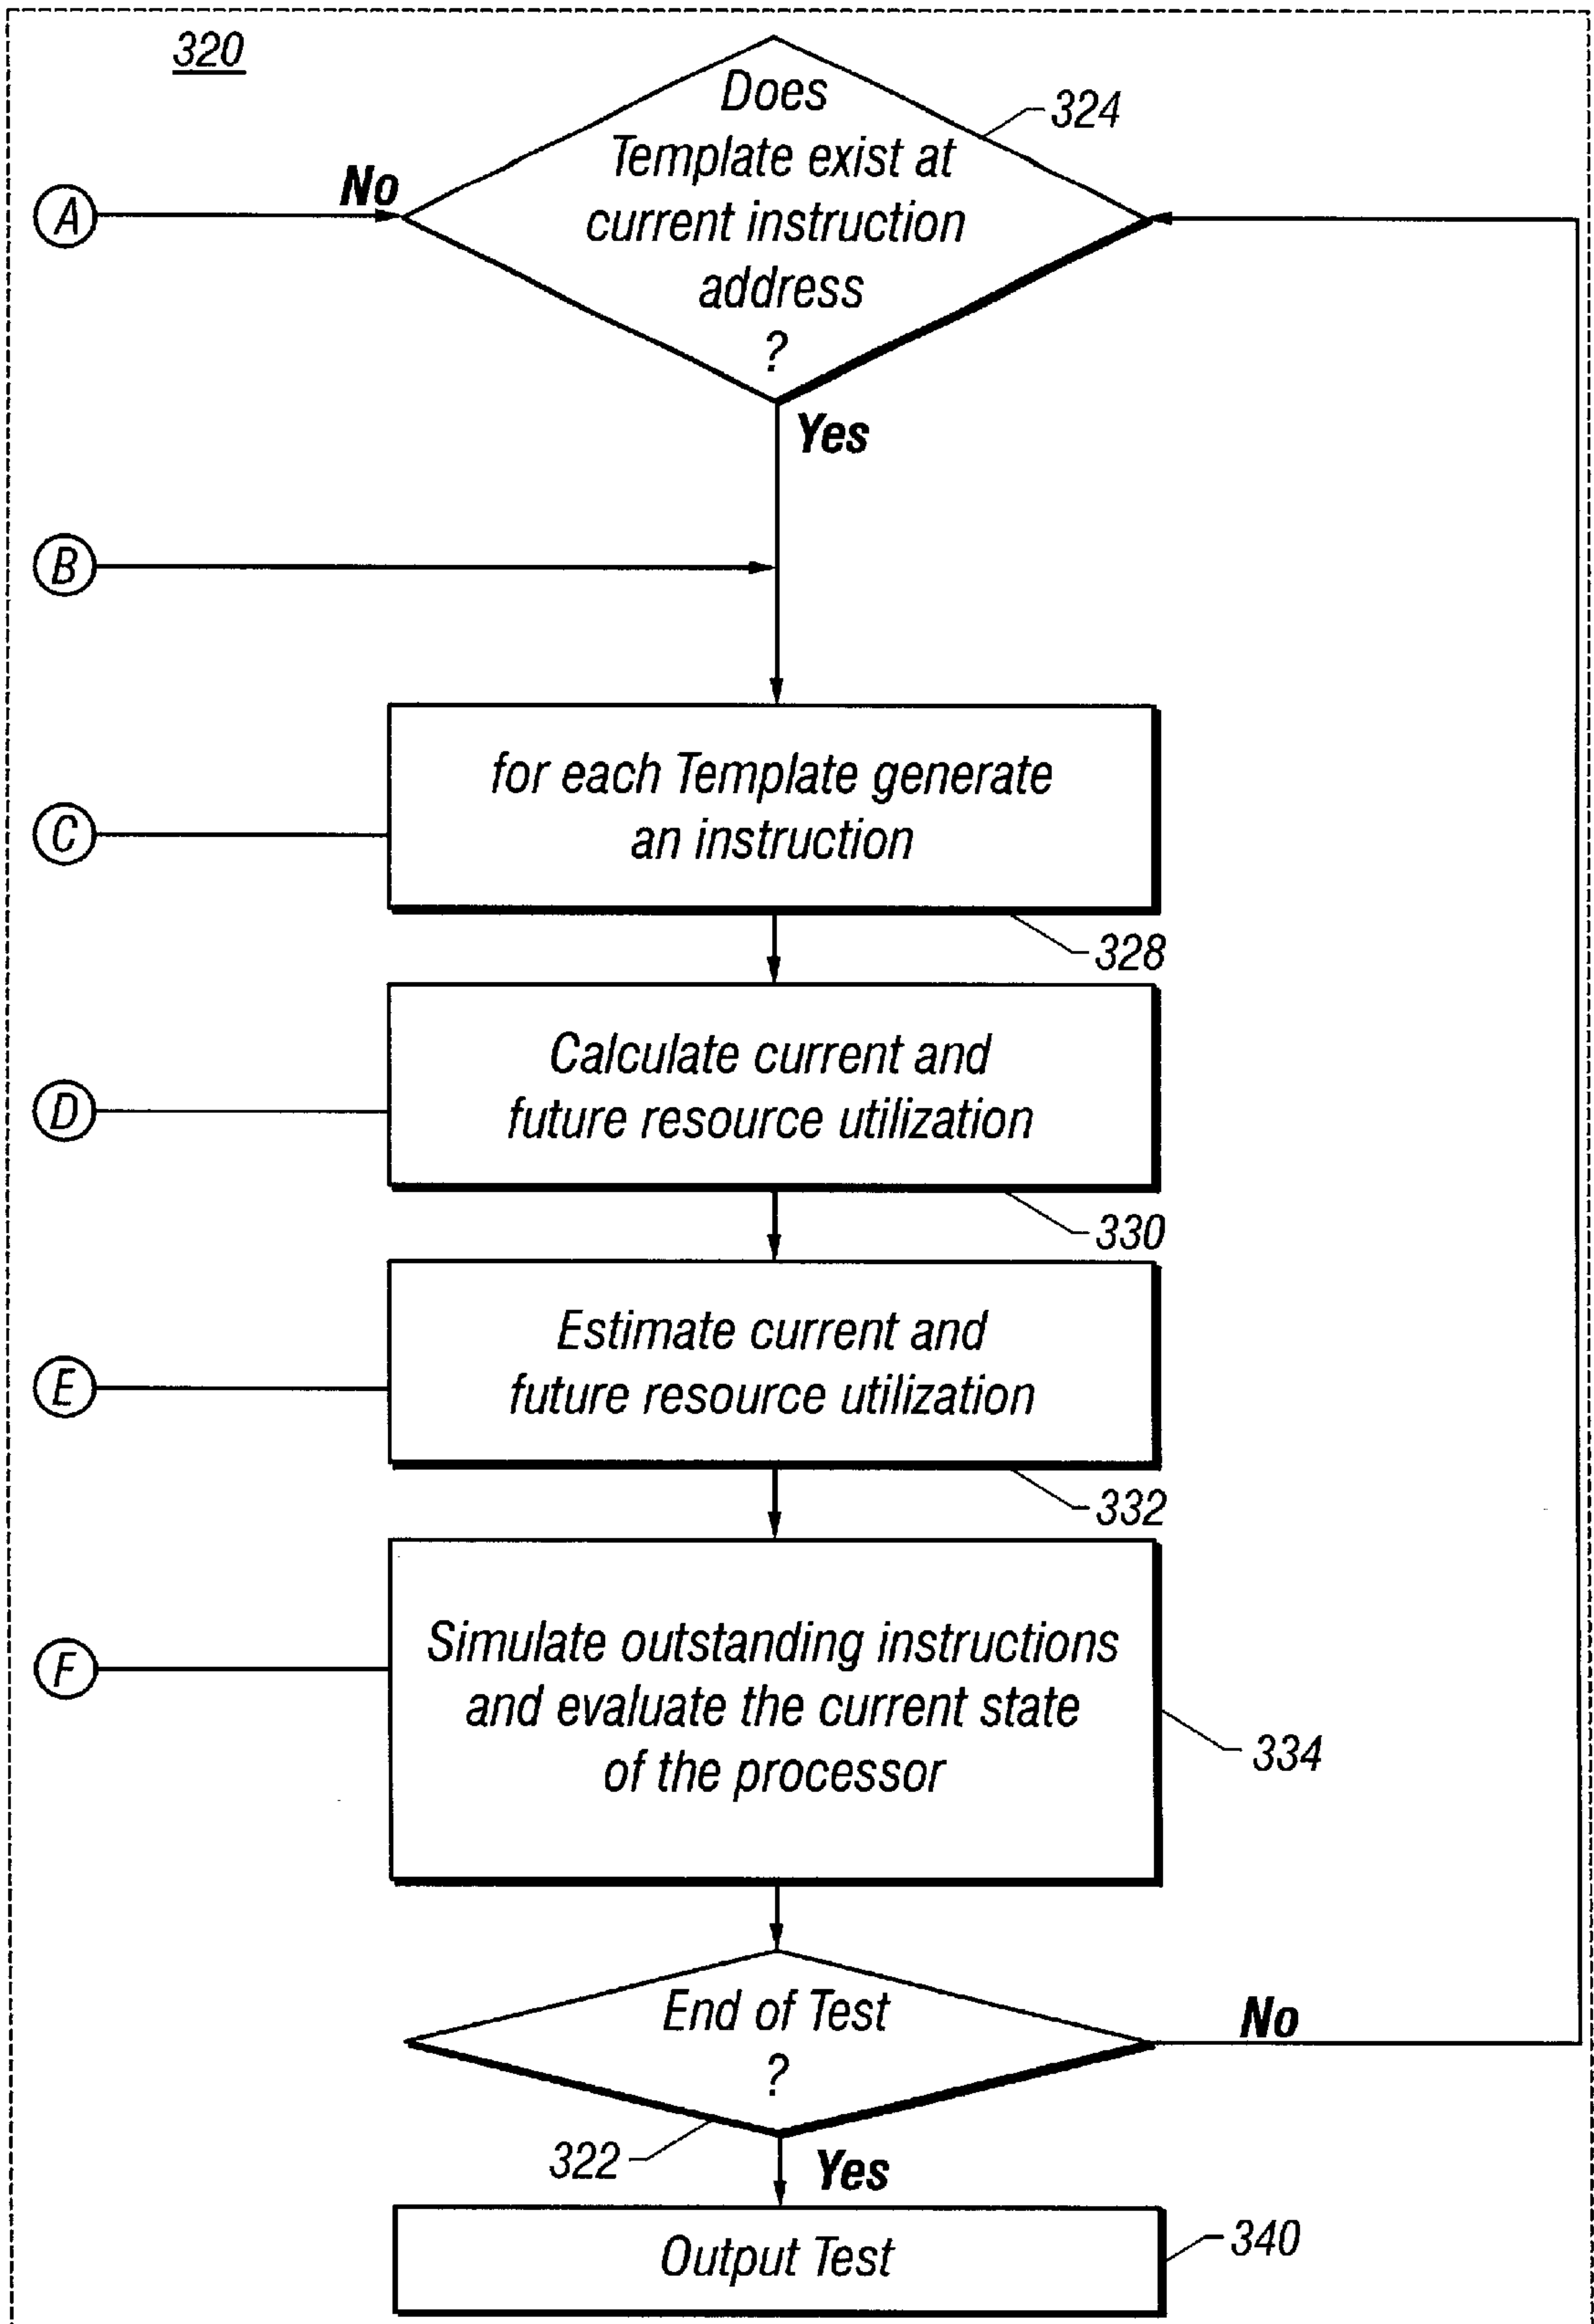 320
Does
Template exist at
current instruction
address
?
324
No
A
Yes
B
for each Template generate
an instruction
C
328
Calculate current and
future resource utilization
D
330
Estimate current and
future resource utilization
E
332
Simulate outstanding instructions
and evaluate the current state
of the processor
F
334
End of Test
?
No
322
Yes
Output Test
340